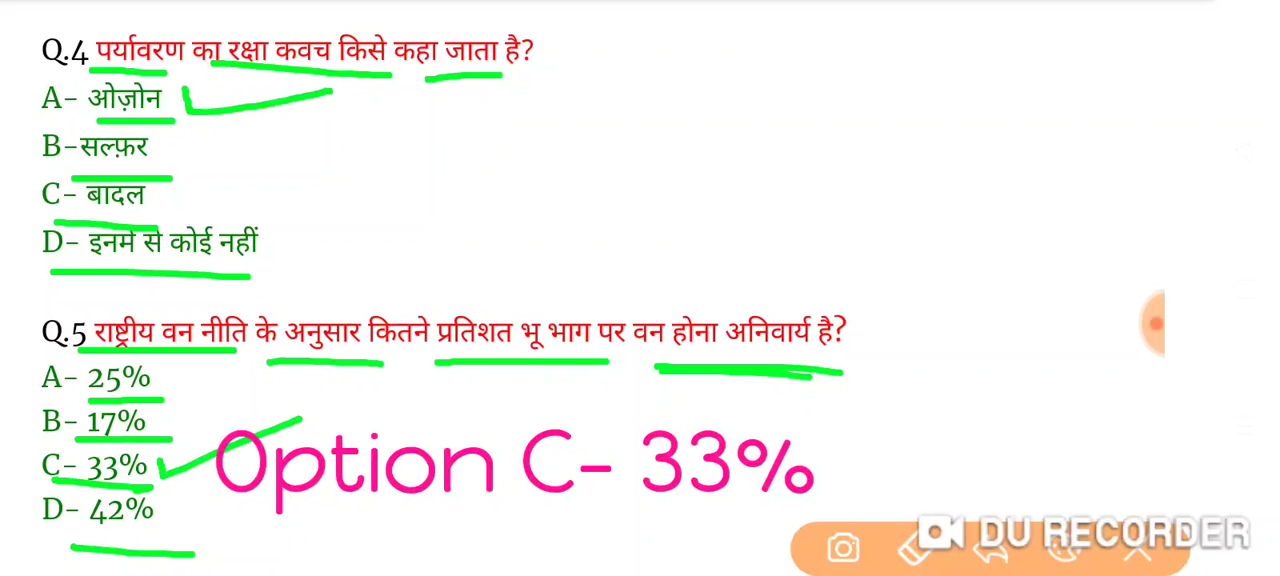 Q.4 पर्यावरण का रक्षा कवच किसे कहा जाता है?
A- ओज़ोन
B-सल्फ़र
C- बादल
D- इनमे से कोई नहीं
Q.5 राष्ट्रीय वन नीति के अनुसार कितने प्रतिशत भू भाग पर वन होना अनिवार्य है?
A- 25%
B- 17%
C- 33%
Option C- 33%
D- 42%
DU RECORDER